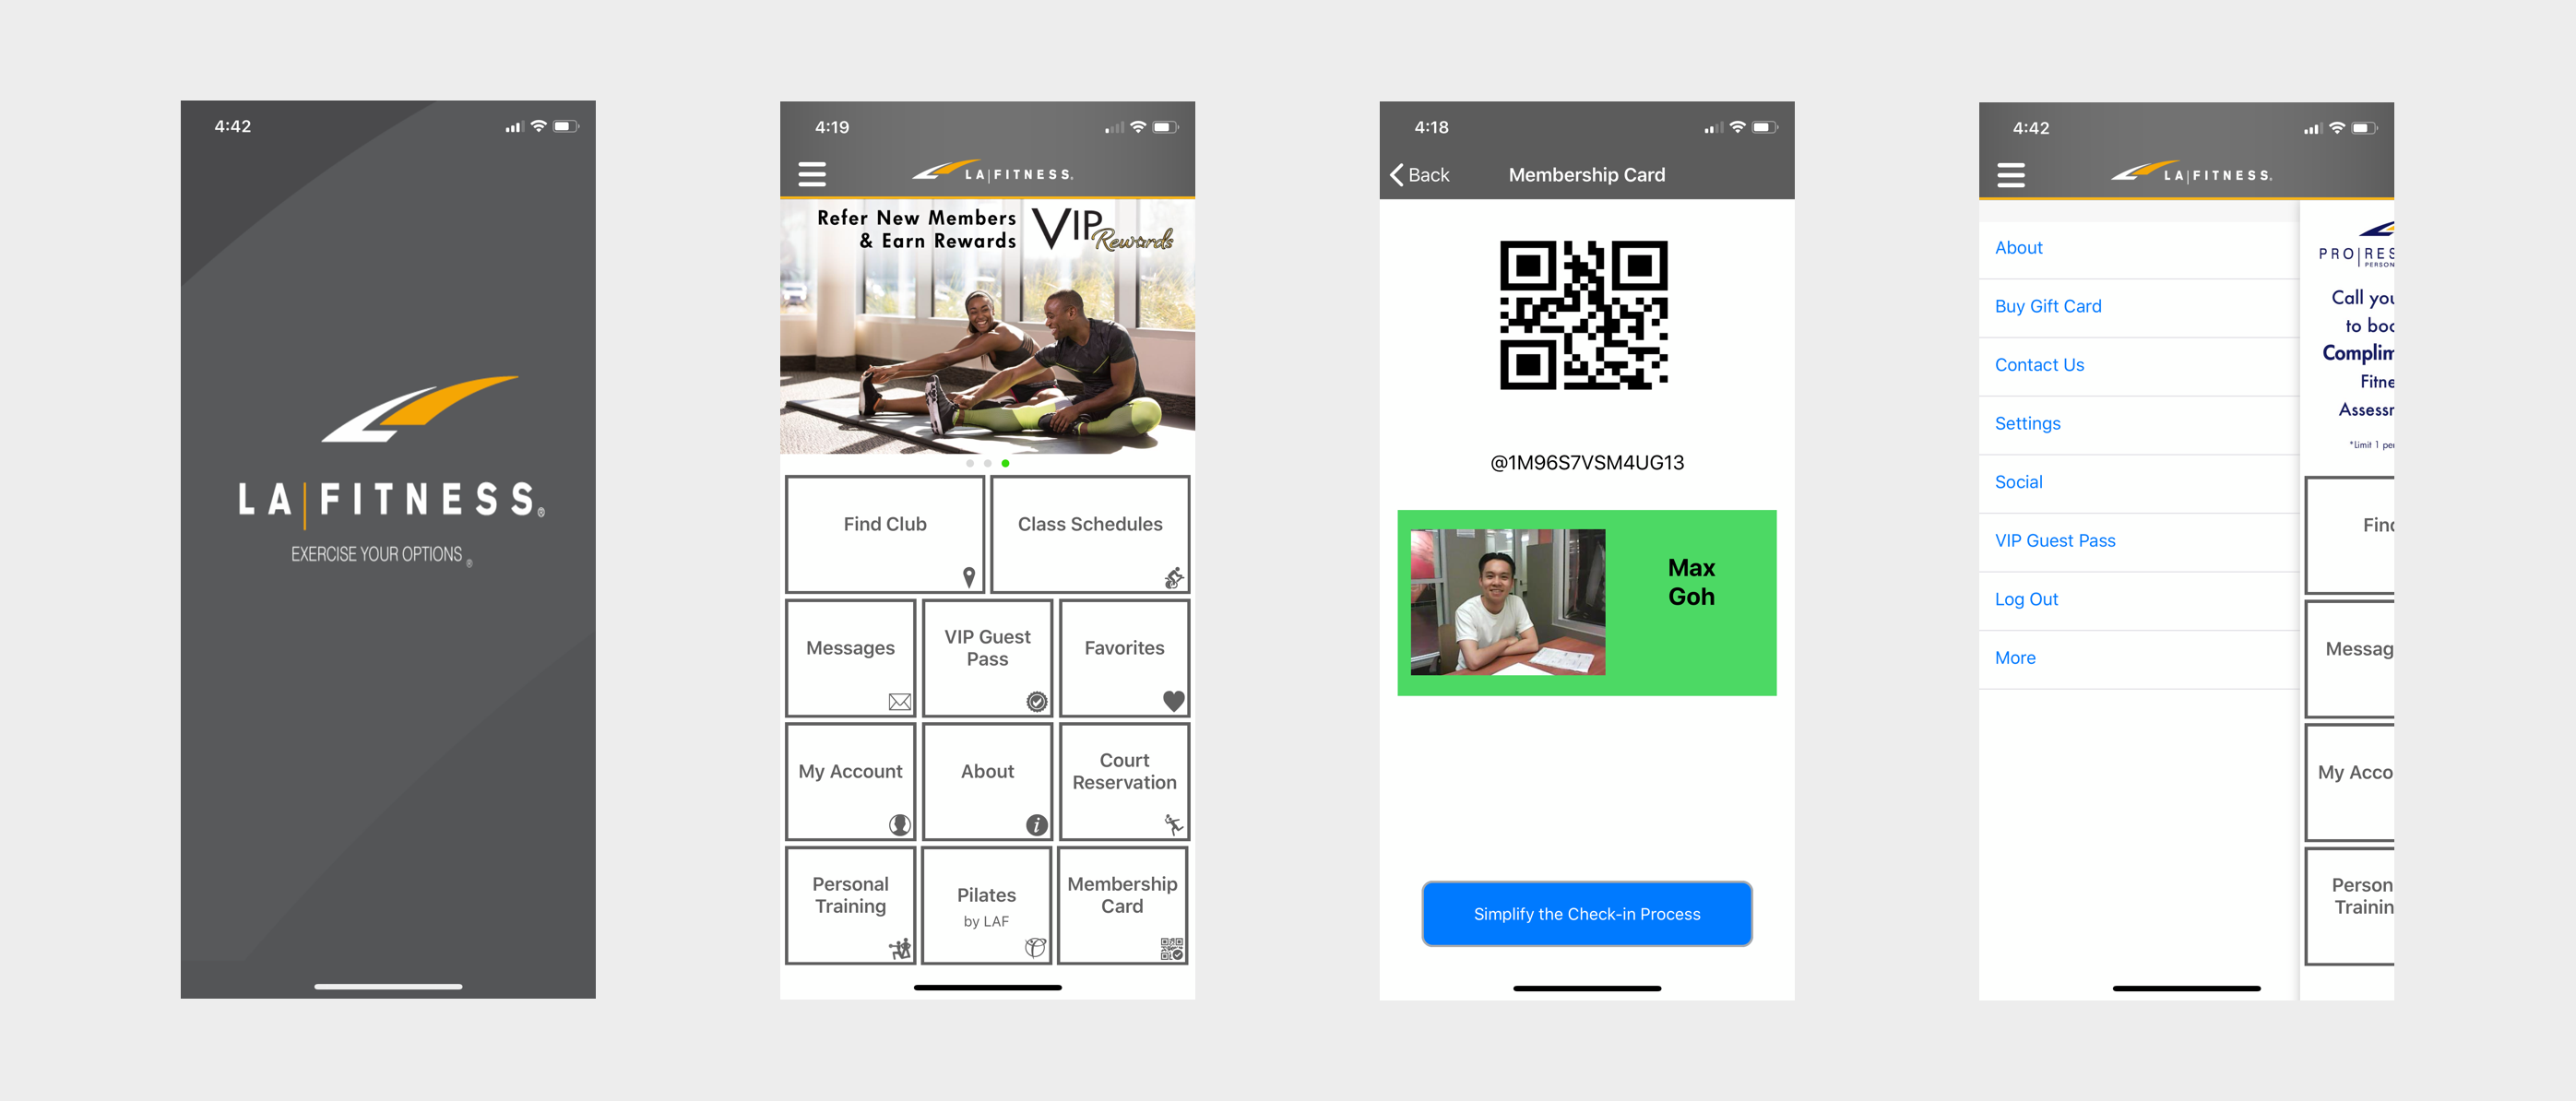 4:42
LA|FITNESS®
EXERCISE YOUR OPTIONS®
4:19
LA|FITNESS®
Refer New Members
& Earn Rewards
VIP Rewards
Find Club
Class Schedules
Messages
VIP Guest
Pass
Favorites
My Account
About
Court
Reservation
Personal
Training
Pilates
by LAF
Membership
Card
4:18
Back
Membership Card
@1M96S7VSM4UG13
Max
Goh
Simplify the Check-in Process
4:42
LA|FITNESS®
About
Buy Gift Card
Contact Us
Settings
Social
VIP Guest Pass
Log Out
More
PRO|RES
PERSON
Call you
to boo
Complim
Fitne
Assessr
*Limit 1 per
Find
Messag
My Acco
Person
Trainin